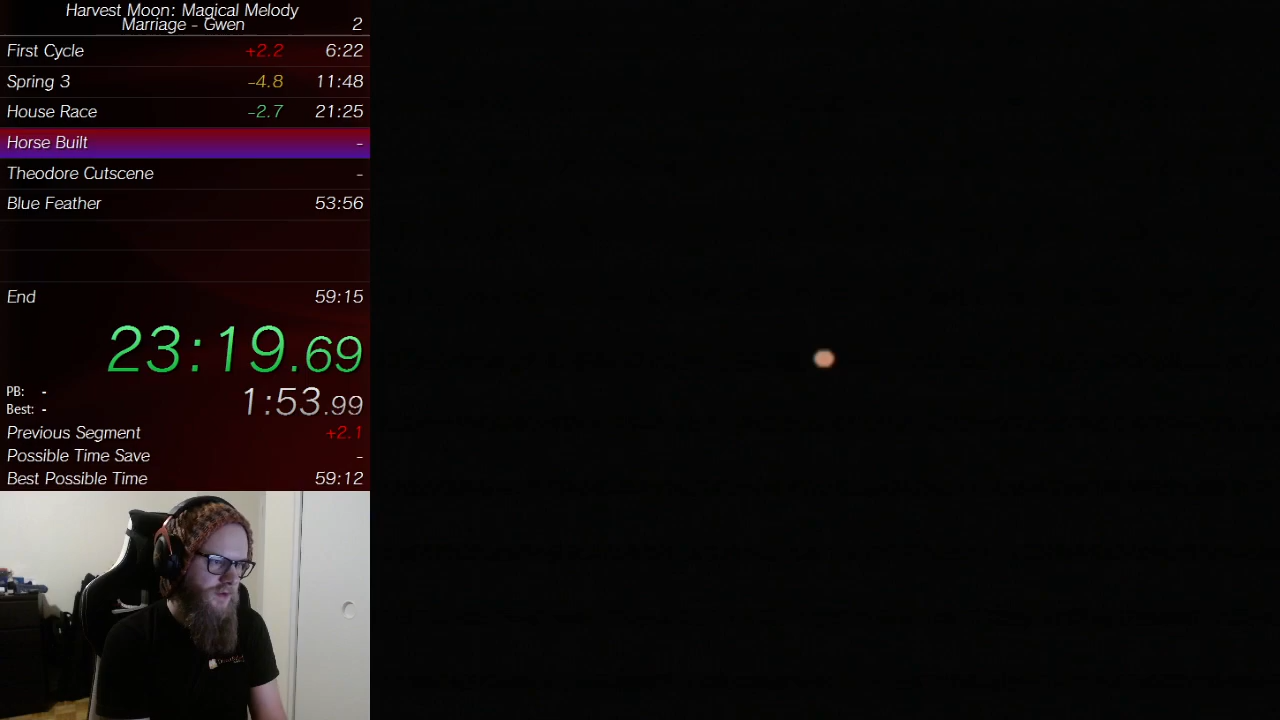 Harvest Moon: Magical Melody
Marriage - Gwen 2
First Cycle +2.2 6:22
Spring 3 -4.8 11:48
House Race -2.7 21:25
Horse Built -
Theodore Cutscene -
Blue Feather 53:56
End 59:15
23:19.69
PB: - 
Best: - 1:53.99
Previous Segment +2.1
Possible Time Save -
Best Possible Time 59:12